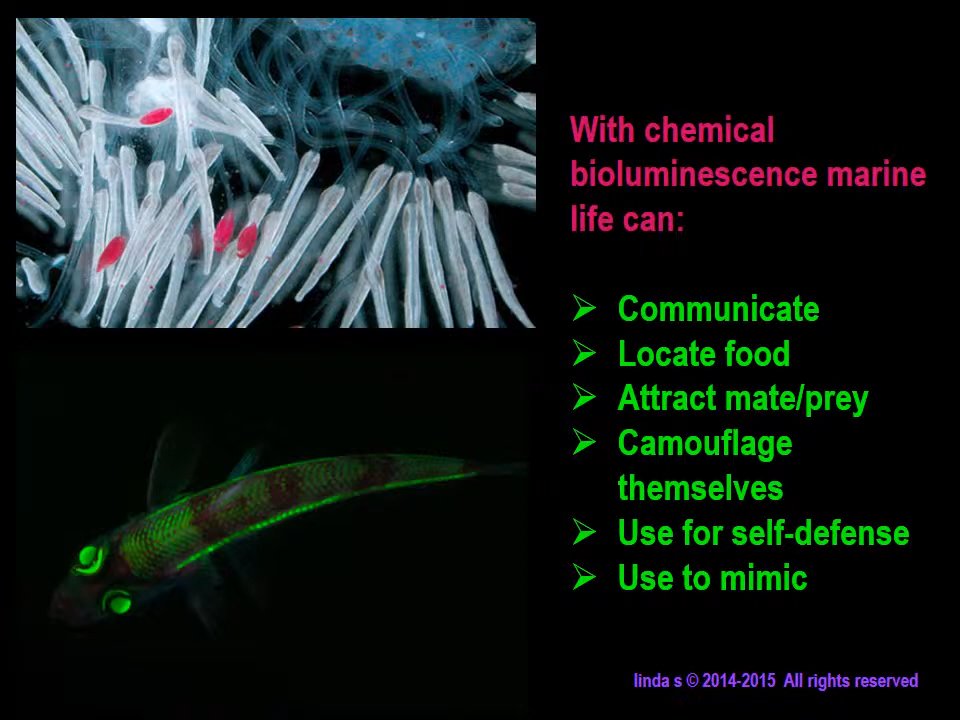 With chemical
bioluminescence marine
life can:
➢ Communicate
➢ Locate food
➢ Attract mate/prey
➢ Camouflage
themselves
➢ Use for self-defense
➢ Use to mimic
linda s © 2014-2015 All rights reserved